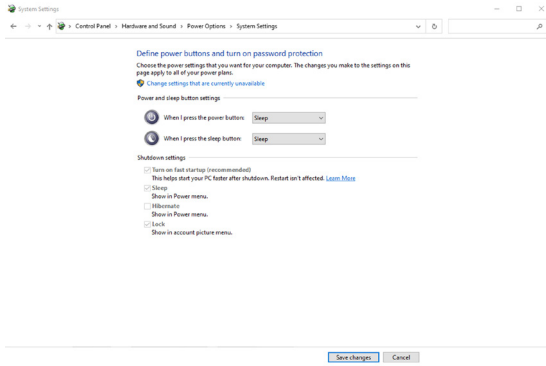 System Settings
Control Panel > Hardware and Sound > Power Options > System Settings
Define power buttons and turn on password protection
Choose the power settings that you want for your computer. The changes you make to the settings on this
page apply to all of your power plans.
Change settings that are currently unavailable
Power and sleep button settings
When I press the power button: Sleep
When I press the sleep button: Sleep
Shutdown settings
Turn on fast startup (recommended)
This helps start your PC faster after shutdown. Restart isn't affected. Learn More
Sleep
Show in Power menu.
Hibernate
Show in Power menu.
Lock
Show in account picture menu.
Save changes Cancel